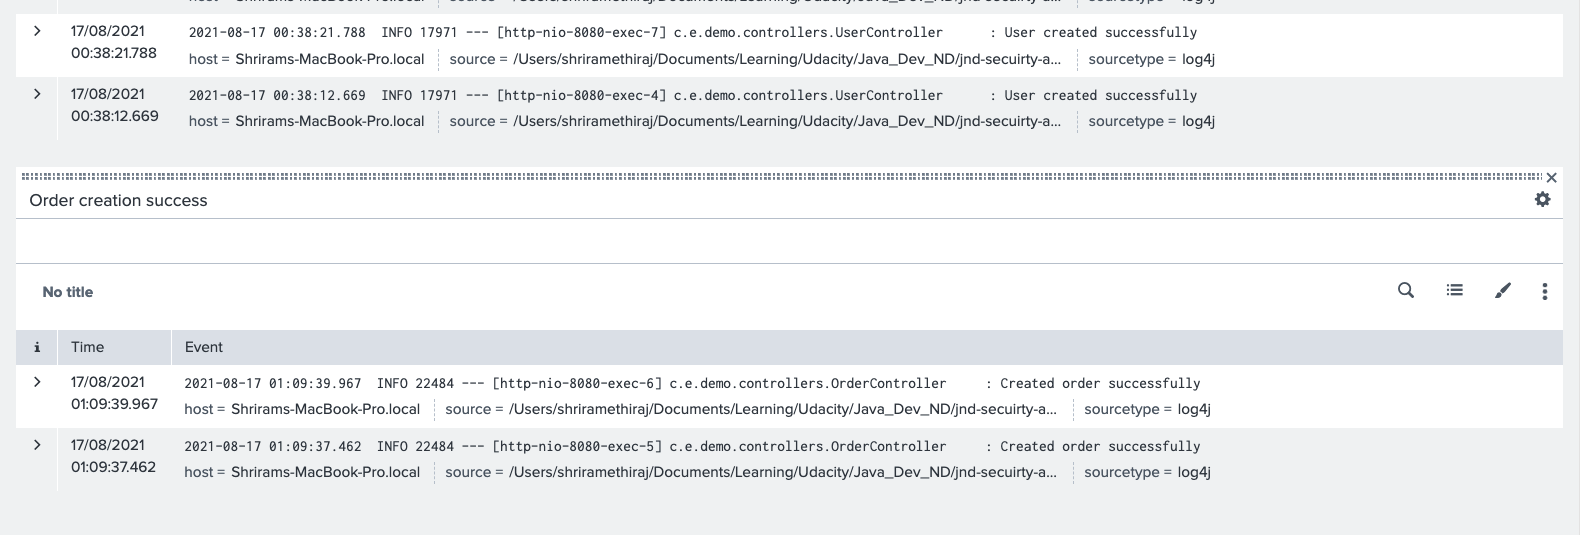 host = Shrirams-MacBook-Pro.local source = /Users/shriramethiraj/Documents/Learning/Udacity/Java_Dev_ND/jnd-secuirty-a... sourcetype = log4j
17/08/2021 2021-08-17 00:38:21.788 INFO 17971 --- [http-nio-8080-exec-7] c.e.demo.controllers.UserController : User created successfully
00:38:21.788 host = Shrirams-MacBook-Pro.local source = /Users/shriramethiraj/Documents/Learning/Udacity/Java_Dev_ND/jnd-secuirty-a... sourcetype = log4j
17/08/2021 2021-08-17 00:38:12.669 INFO 17971 --- [http-nio-8080-exec-4] c.e.demo.controllers.UserController : User created successfully
00:38:12.669 host = Shrirams-MacBook-Pro.local source = /Users/shriramethiraj/Documents/Learning/Udacity/Java_Dev_ND/jnd-secuirty-a... sourcetype = log4j
Order creation success
No title
i Time Event
17/08/2021 2021-08-17 01:09:39.967 INFO 22484 --- [http-nio-8080-exec-6] c.e.demo.controllers.OrderController : Created order successfully
01:09:39.967 host = Shrirams-MacBook-Pro.local source = /Users/shriramethiraj/Documents/Learning/Udacity/Java_Dev_ND/jnd-secuirty-a... sourcetype = log4j
17/08/2021 2021-08-17 01:09:37.462 INFO 22484 --- [http-nio-8080-exec-5] c.e.demo.controllers.OrderController : Created order successfully
01:09:37.462 host = Shrirams-MacBook-Pro.local source = /Users/shriramethiraj/Documents/Learning/Udacity/Java_Dev_ND/jnd-secuirty-a... sourcetype = log4j